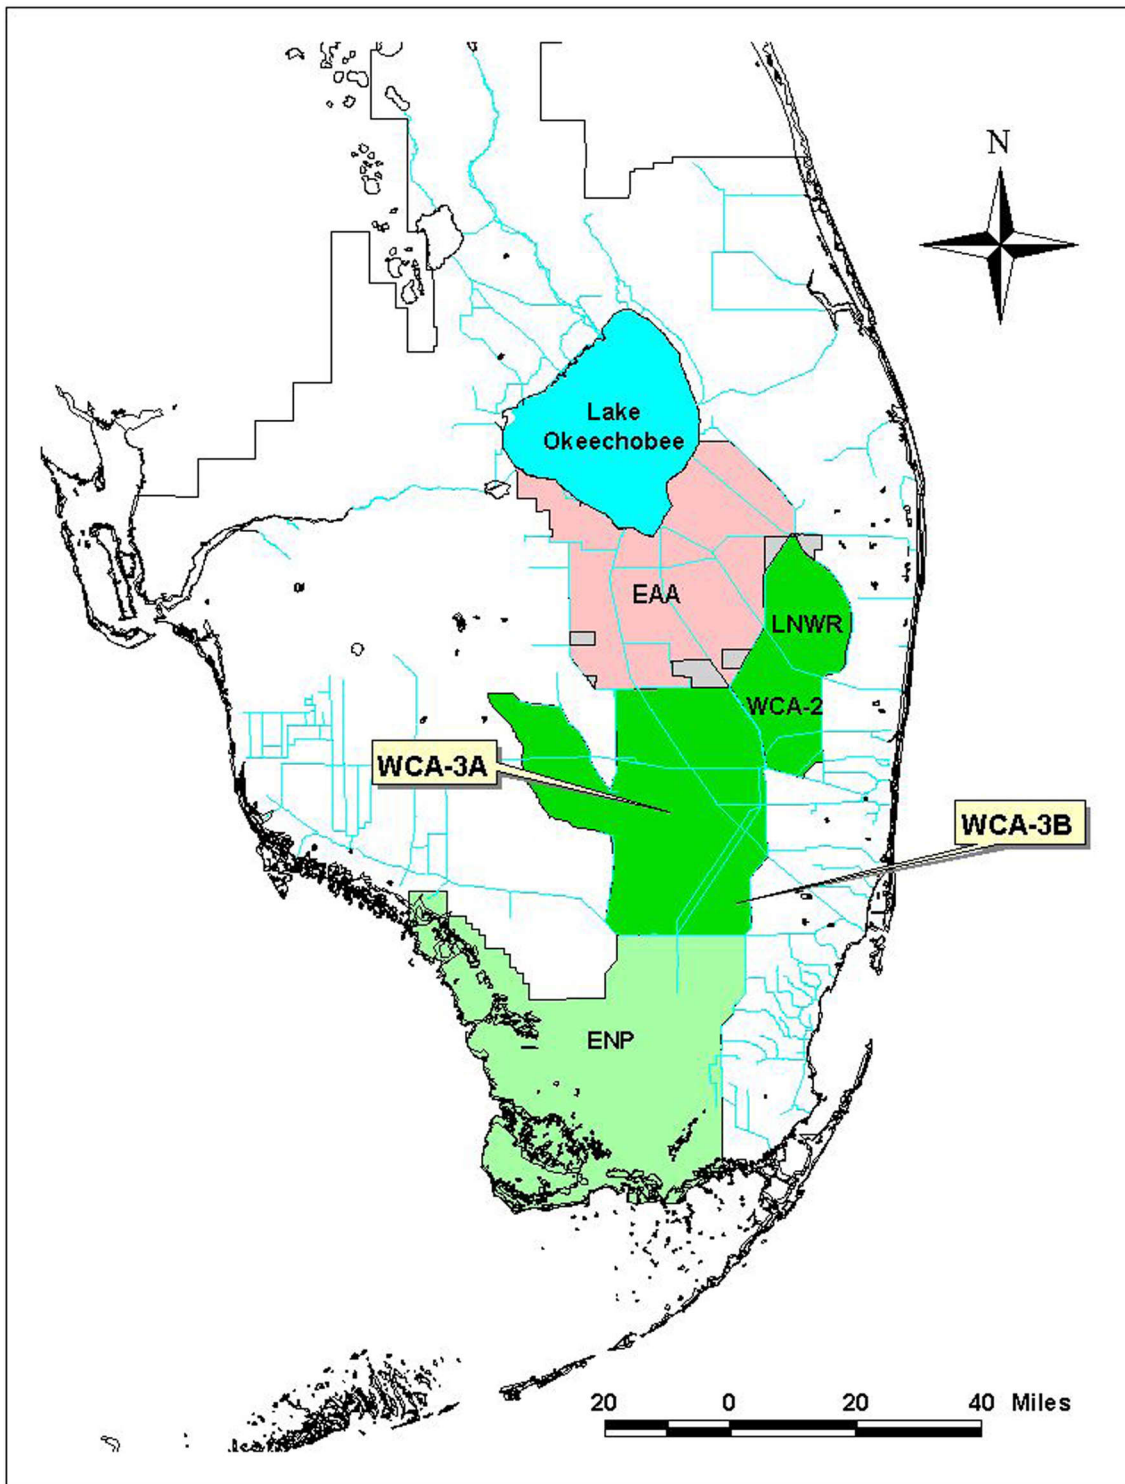 N
Lake
Okeechobee
EAA
LNWR
WCA-2
WCA-3A
WCA-3B
ENP
20 0 20 40 Miles